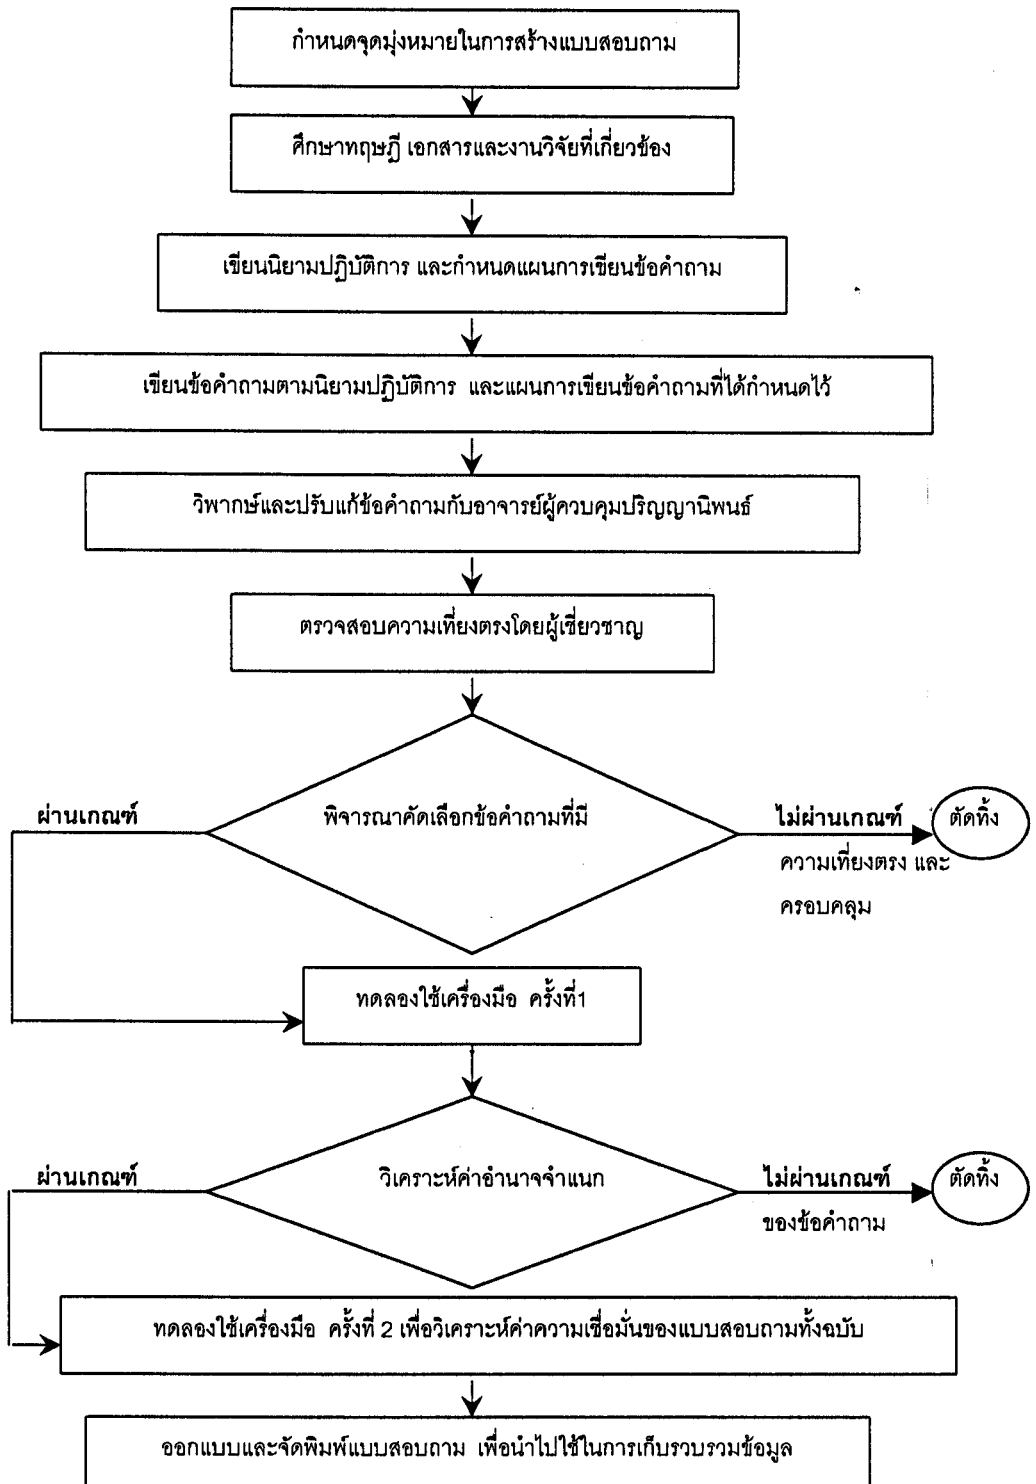 กำหนดจุดมุ่งหมายในการสร้างแบบสอบถาม
ศึกษาทฤษฎี เอกสารและงานวิจัยที่เกี่ยวข้อง
เขียนนิยามปฏิบัติการ และกำหนดแผนการเขียนข้อคำถาม
เขียนข้อคำถามตามนิยามปฏิบัติการ และแผนการเขียนข้อคำถามที่ได้กำหนดไว้
วิพากษ์และปรับแก้ข้อคำถามกับอาจารย์ผู้ควบคุมปริญญานิพนธ์
ตรวจสอบความเที่ยงตรงโดยผู้เชี่ยวชาญ
ผ่านเกณฑ์
พิจารณาคัดเลือกข้อคำถามที่มี
ไม่ผ่านเกณฑ์
ตัดทิ้ง
ความเที่ยงตรง และ
ครอบคลุม
ทดลองใช้เครื่องมือ ครั้งที่1
ผ่านเกณฑ์
วิเคราะห์ค่าอำนาจจำแนก
ไม่ผ่านเกณฑ์
ตัดทิ้ง
ของข้อคำถาม
ทดลองใช้เครื่องมือ ครั้งที่ 2 เพื่อวิเคราะห์ค่าความเชื่อมั่นของแบบสอบถามทั้งฉบับ
ออกแบบและจัดพิมพ์แบบสอบถาม เพื่อนำไปใช้ในการเก็บรวบรวมข้อมูล